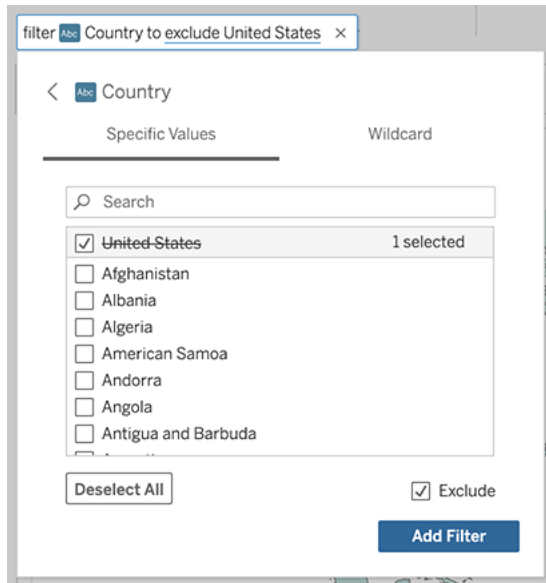 filter Abc Country to exclude United States ×
Abc Country
Specific Values Wildcard
Search
United States 1 selected
Afghanistan
Albania
Algeria
American Samoa
Andorra
Angola
Antigua and Barbuda
Deselect All Exclude
Add Filter